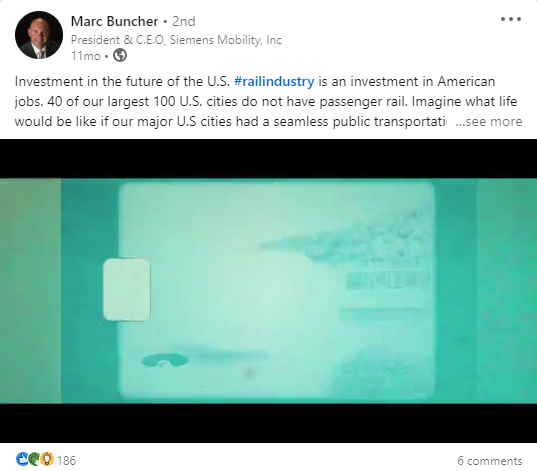 Marc Buncher • 2nd
President & C.E.O, Siemens Mobility, Inc
11mo •
Investment in the future of the U.S. #railindustry is an investment in American
jobs. 40 of our largest 100 U.S. cities do not have passenger rail. Imagine what life
would be like if our major U.S cities had a seamless public transportati ...see more
186
6 comments